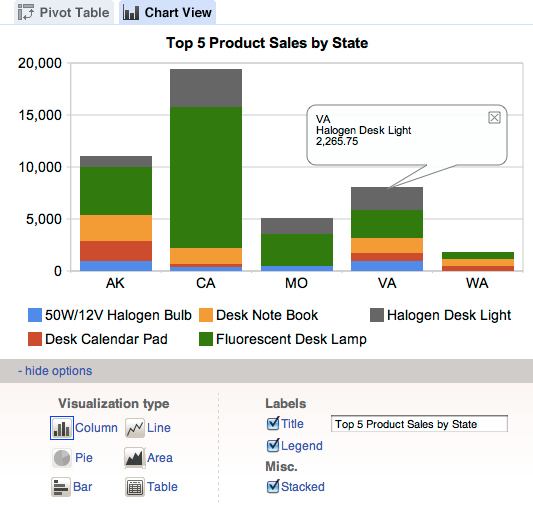 Pivot Table Chart View
Top 5 Product Sales by State
20,000
15,000
10,000
5,000
0
VA
Halogen Desk Light
2,265.75
AK CA MO VA WA
50W/12V Halogen Bulb Desk Note Book Halogen Desk Light
Desk Calendar Pad Fluorescent Desk Lamp
- hide options
Visualization type Labels
Column Line Title Top 5 Product Sales by State
Legend
Pie Area Misc.
Bar Table Stacked